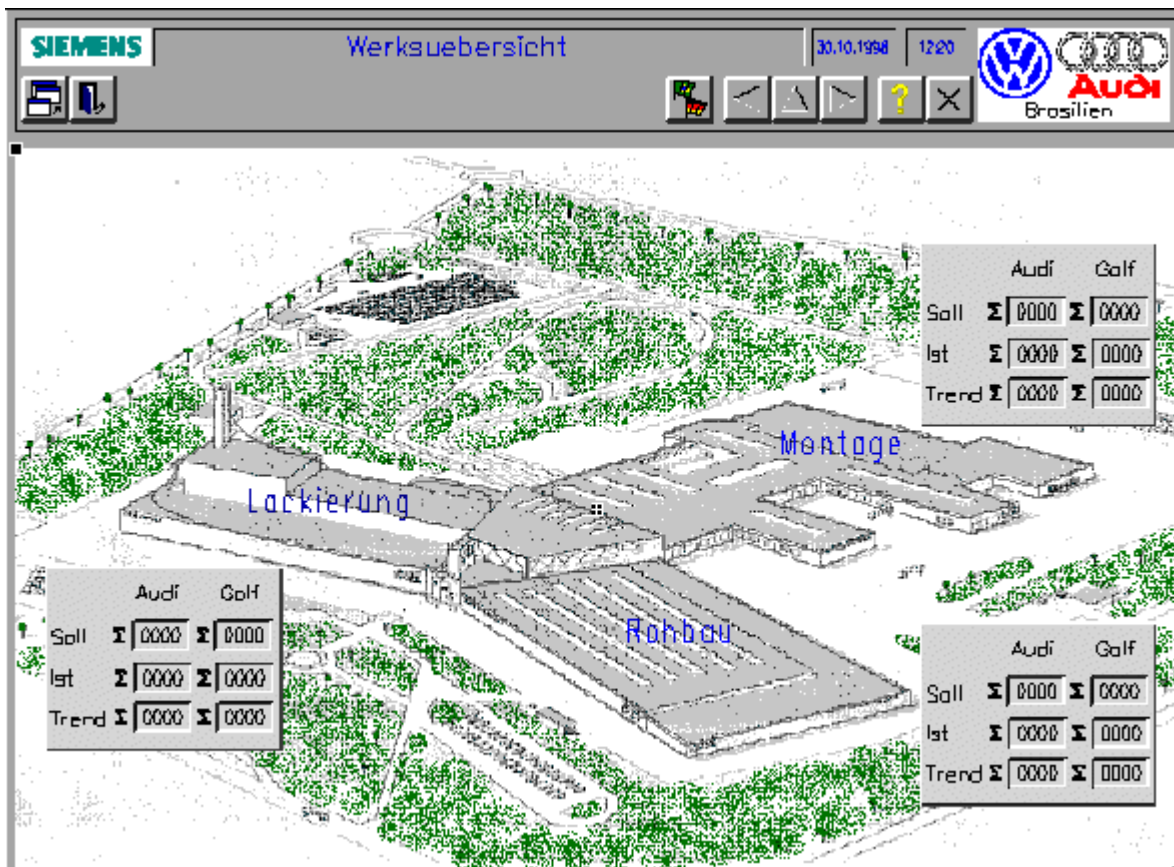 SIEMENS
Werksuebersicht
30.10.1998
12:20
Audi
Brasilien
Audi Golf
Soll Σ 0000 Σ 0000
Ist Σ 0000 Σ 0000
Trend Σ 0000 Σ 0000
Montage
Lackierung
Audi Golf
Soll Σ 0000 Σ 0000
Ist Σ 0000 Σ 0000
Trend Σ 0000 Σ 0000
Rohbau
Audi Golf
Soll Σ 0000 Σ 0000
Ist Σ 0000 Σ 0000
Trend Σ 0000 Σ 0000